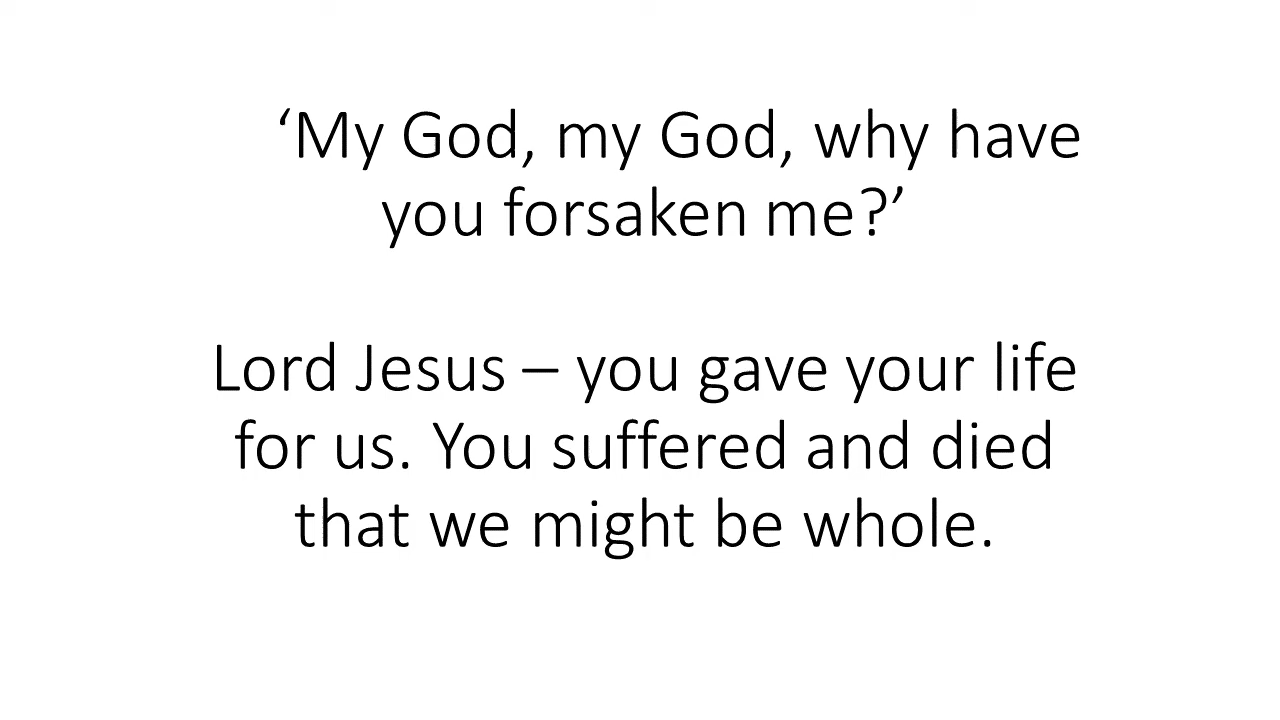 ‘My God, my God, why have
you forsaken me?’
Lord Jesus – you gave your life
for us. You suffered and died
that we might be whole.